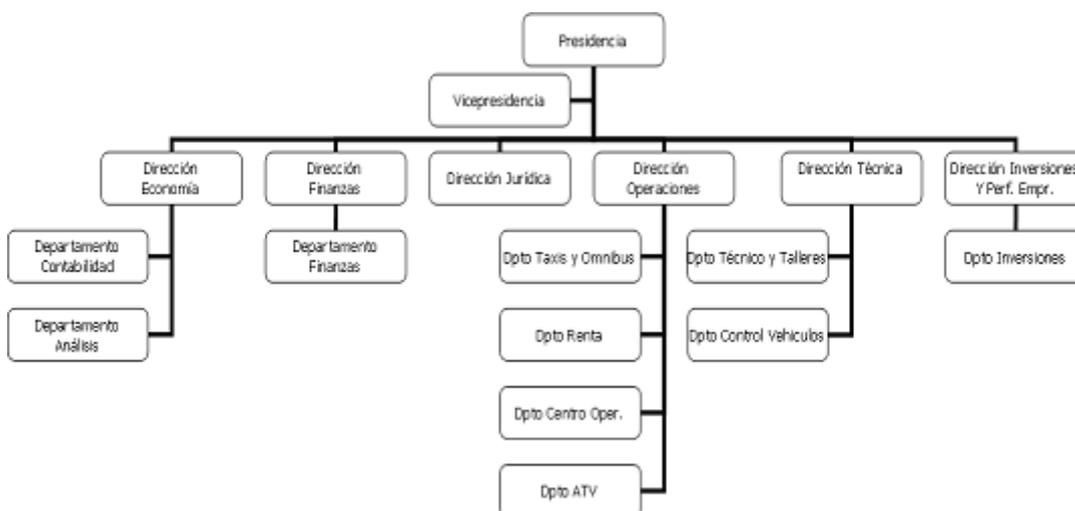 Presidencia
Vicepresidencia
Dirección
Economía
Dirección
Finanzas
Dirección Jurídica
Dirección
Operaciones
Dirección Técnica
Dirección Inversiones
Y Perf. Empr.
Departamento
Contabilidad
Departamento
Finanzas
Dpto Taxis y Omnibus
Dpto Técnico y Talleres
Dpto Inversiones
Departamento
Análisis
Dpto Renta
Dpto Control Vehiculos
Dpto Centro Oper.
Dpto ATV